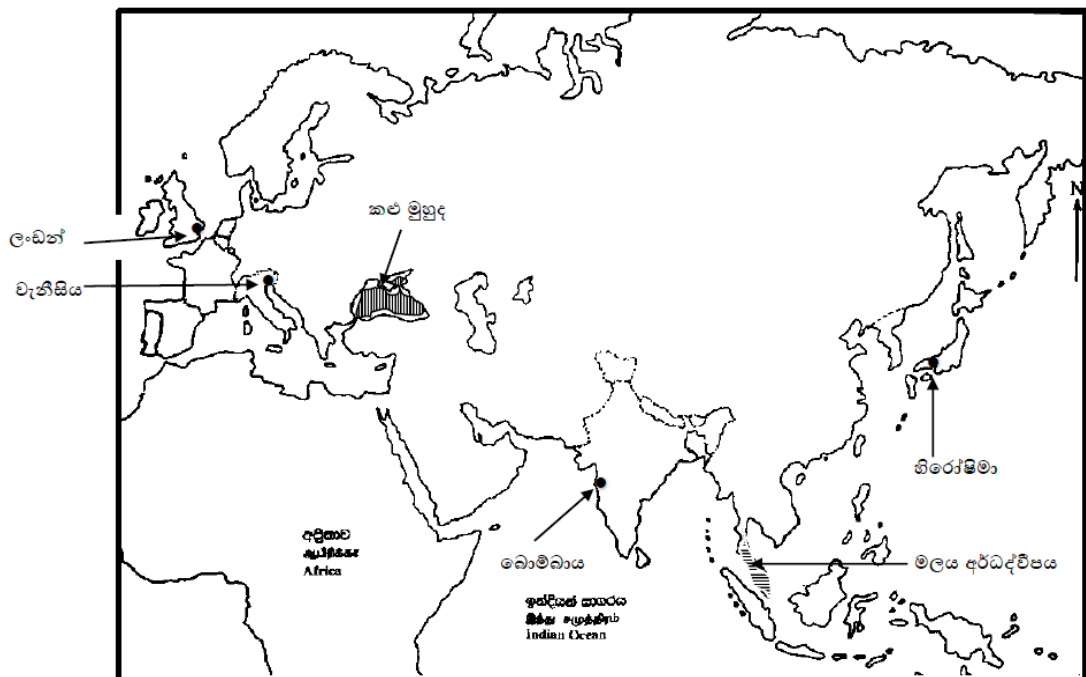 කළු මුහුද
N
ලංඩන්
වැනීසිය
හිරෝෂිමා
අප්‍රිකාව
ஆபிரிக்கா
Africa
බොම්බාය
මලය අර්ධද්වීපය
ඉන්දියන් සාගරය
இந்து சமுத்திரம்
Indian Ocean